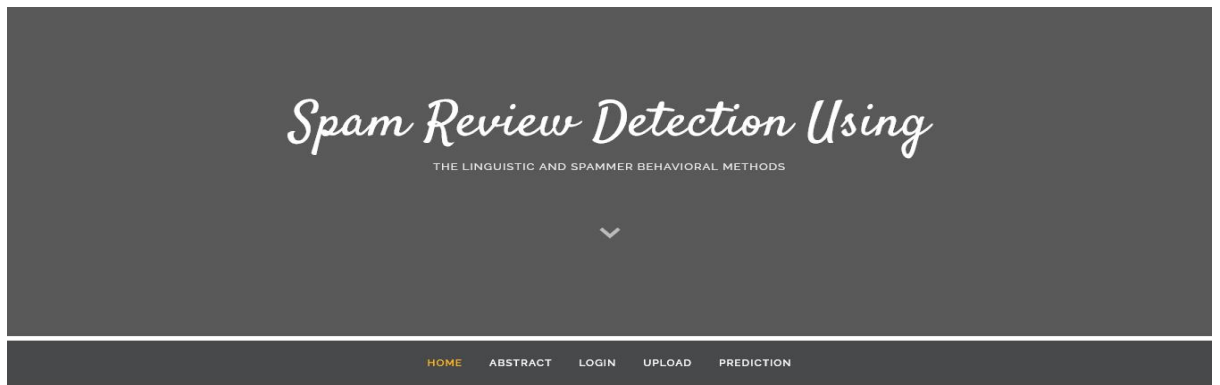 Spam Review Detection Using
THE LINGUISTIC AND SPAMMER BEHAVIORAL METHODS
HOME ABSTRACT LOGIN UPLOAD PREDICTION